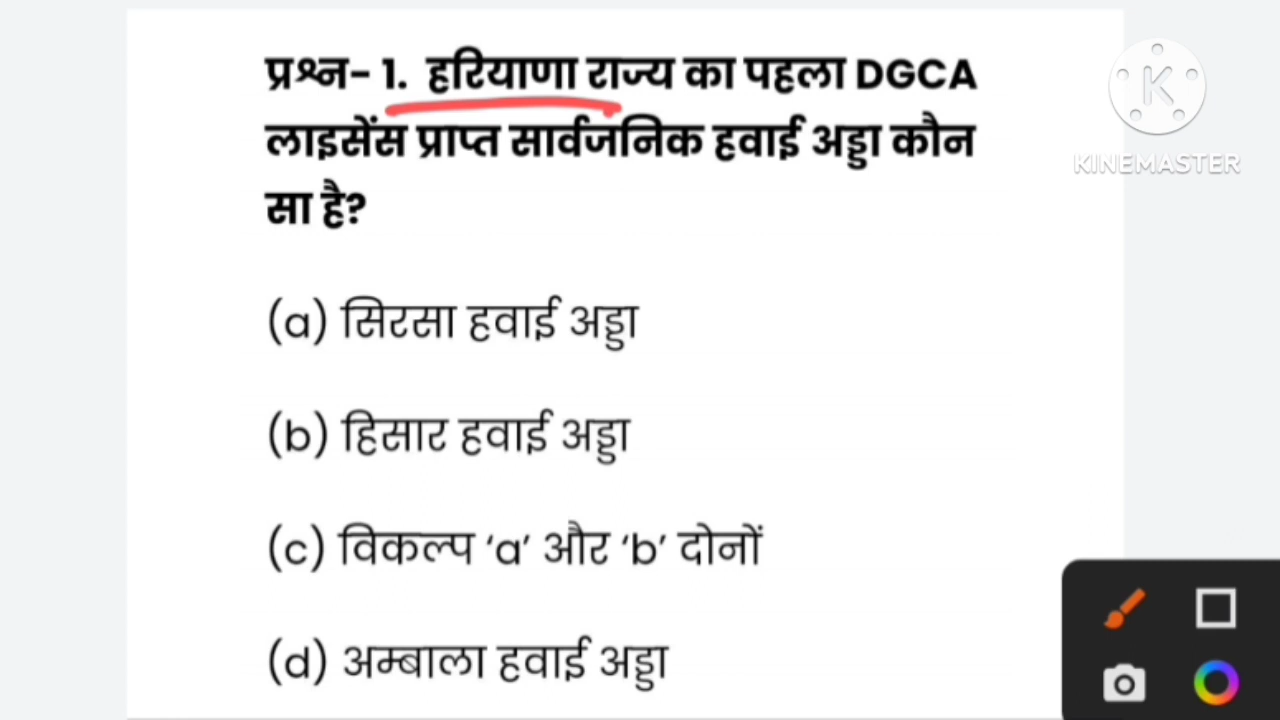 प्रश्न- 1. हरियाणा राज्य का पहला DGCA
लाइसेंस प्राप्त सार्वजनिक हवाई अड्डा कौन
सा है?
(a) सिरसा हवाई अड्डा
(b) हिसार हवाई अड्डा
(c) विकल्प ‘a’ और ‘b’ दोनों
(d) अम्बाला हवाई अड्डा
K
KINEMASTER